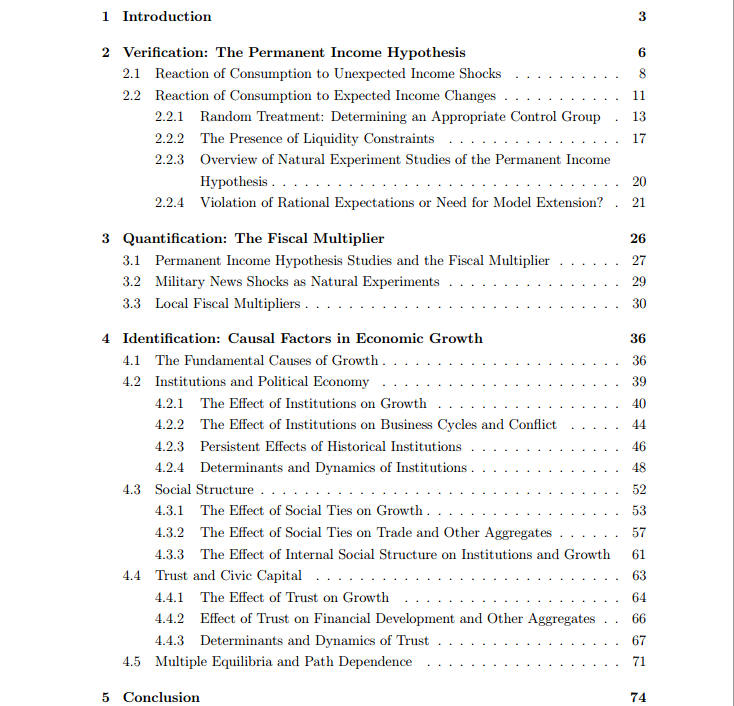 1 Introduction 3
2 Verification: The Permanent Income Hypothesis 6
2.1 Reaction of Consumption to Unexpected Income Shocks . . . . . . . . . . 8
2.2 Reaction of Consumption to Expected Income Changes . . . . . . . . . . . 11
2.2.1 Random Treatment: Determining an Appropriate Control Group . 13
2.2.2 The Presence of Liquidity Constraints . . . . . . . . . . . . . . . . 17
2.2.3 Overview of Natural Experiment Studies of the Permanent Income
Hypothesis . . . . . . . . . . . . . . . . . . . . . . . . . . . . . . . 20
2.2.4 Violation of Rational Expectations or Need for Model Extension? . 21
3 Quantification: The Fiscal Multiplier 26
3.1 Permanent Income Hypothesis Studies and the Fiscal Multiplier . . . . . . 27
3.2 Military News Shocks as Natural Experiments . . . . . . . . . . . . . . . . 29
3.3 Local Fiscal Multipliers . . . . . . . . . . . . . . . . . . . . . . . . . . . . . 30
4 Identification: Causal Factors in Economic Growth 36
4.1 The Fundamental Causes of Growth . . . . . . . . . . . . . . . . . . . . . . 36
4.2 Institutions and Political Economy . . . . . . . . . . . . . . . . . . . . . . 39
4.2.1 The Effect of Institutions on Growth . . . . . . . . . . . . . . . . . 40
4.2.2 The Effect of Institutions on Business Cycles and Conflict . . . . . 44
4.2.3 Persistent Effects of Historical Institutions . . . . . . . . . . . . . . 46
4.2.4 Determinants and Dynamics of Institutions . . . . . . . . . . . . . . 48
4.3 Social Structure . . . . . . . . . . . . . . . . . . . . . . . . . . . . . . . . . 52
4.3.1 The Effect of Social Ties on Growth . . . . . . . . . . . . . . . . . . 53
4.3.2 The Effect of Social Ties on Trade and Other Aggregates . . . . . . 57
4.3.3 The Effect of Internal Social Structure on Institutions and Growth 61
4.4 Trust and Civic Capital . . . . . . . . . . . . . . . . . . . . . . . . . . . . 63
4.4.1 The Effect of Trust on Growth . . . . . . . . . . . . . . . . . . . . 64
4.4.2 Effect of Trust on Financial Development and Other Aggregates . . 66
4.4.3 Determinants and Dynamics of Trust . . . . . . . . . . . . . . . . . 67
4.5 Multiple Equilibria and Path Dependence . . . . . . . . . . . . . . . . . . 71
5 Conclusion 74